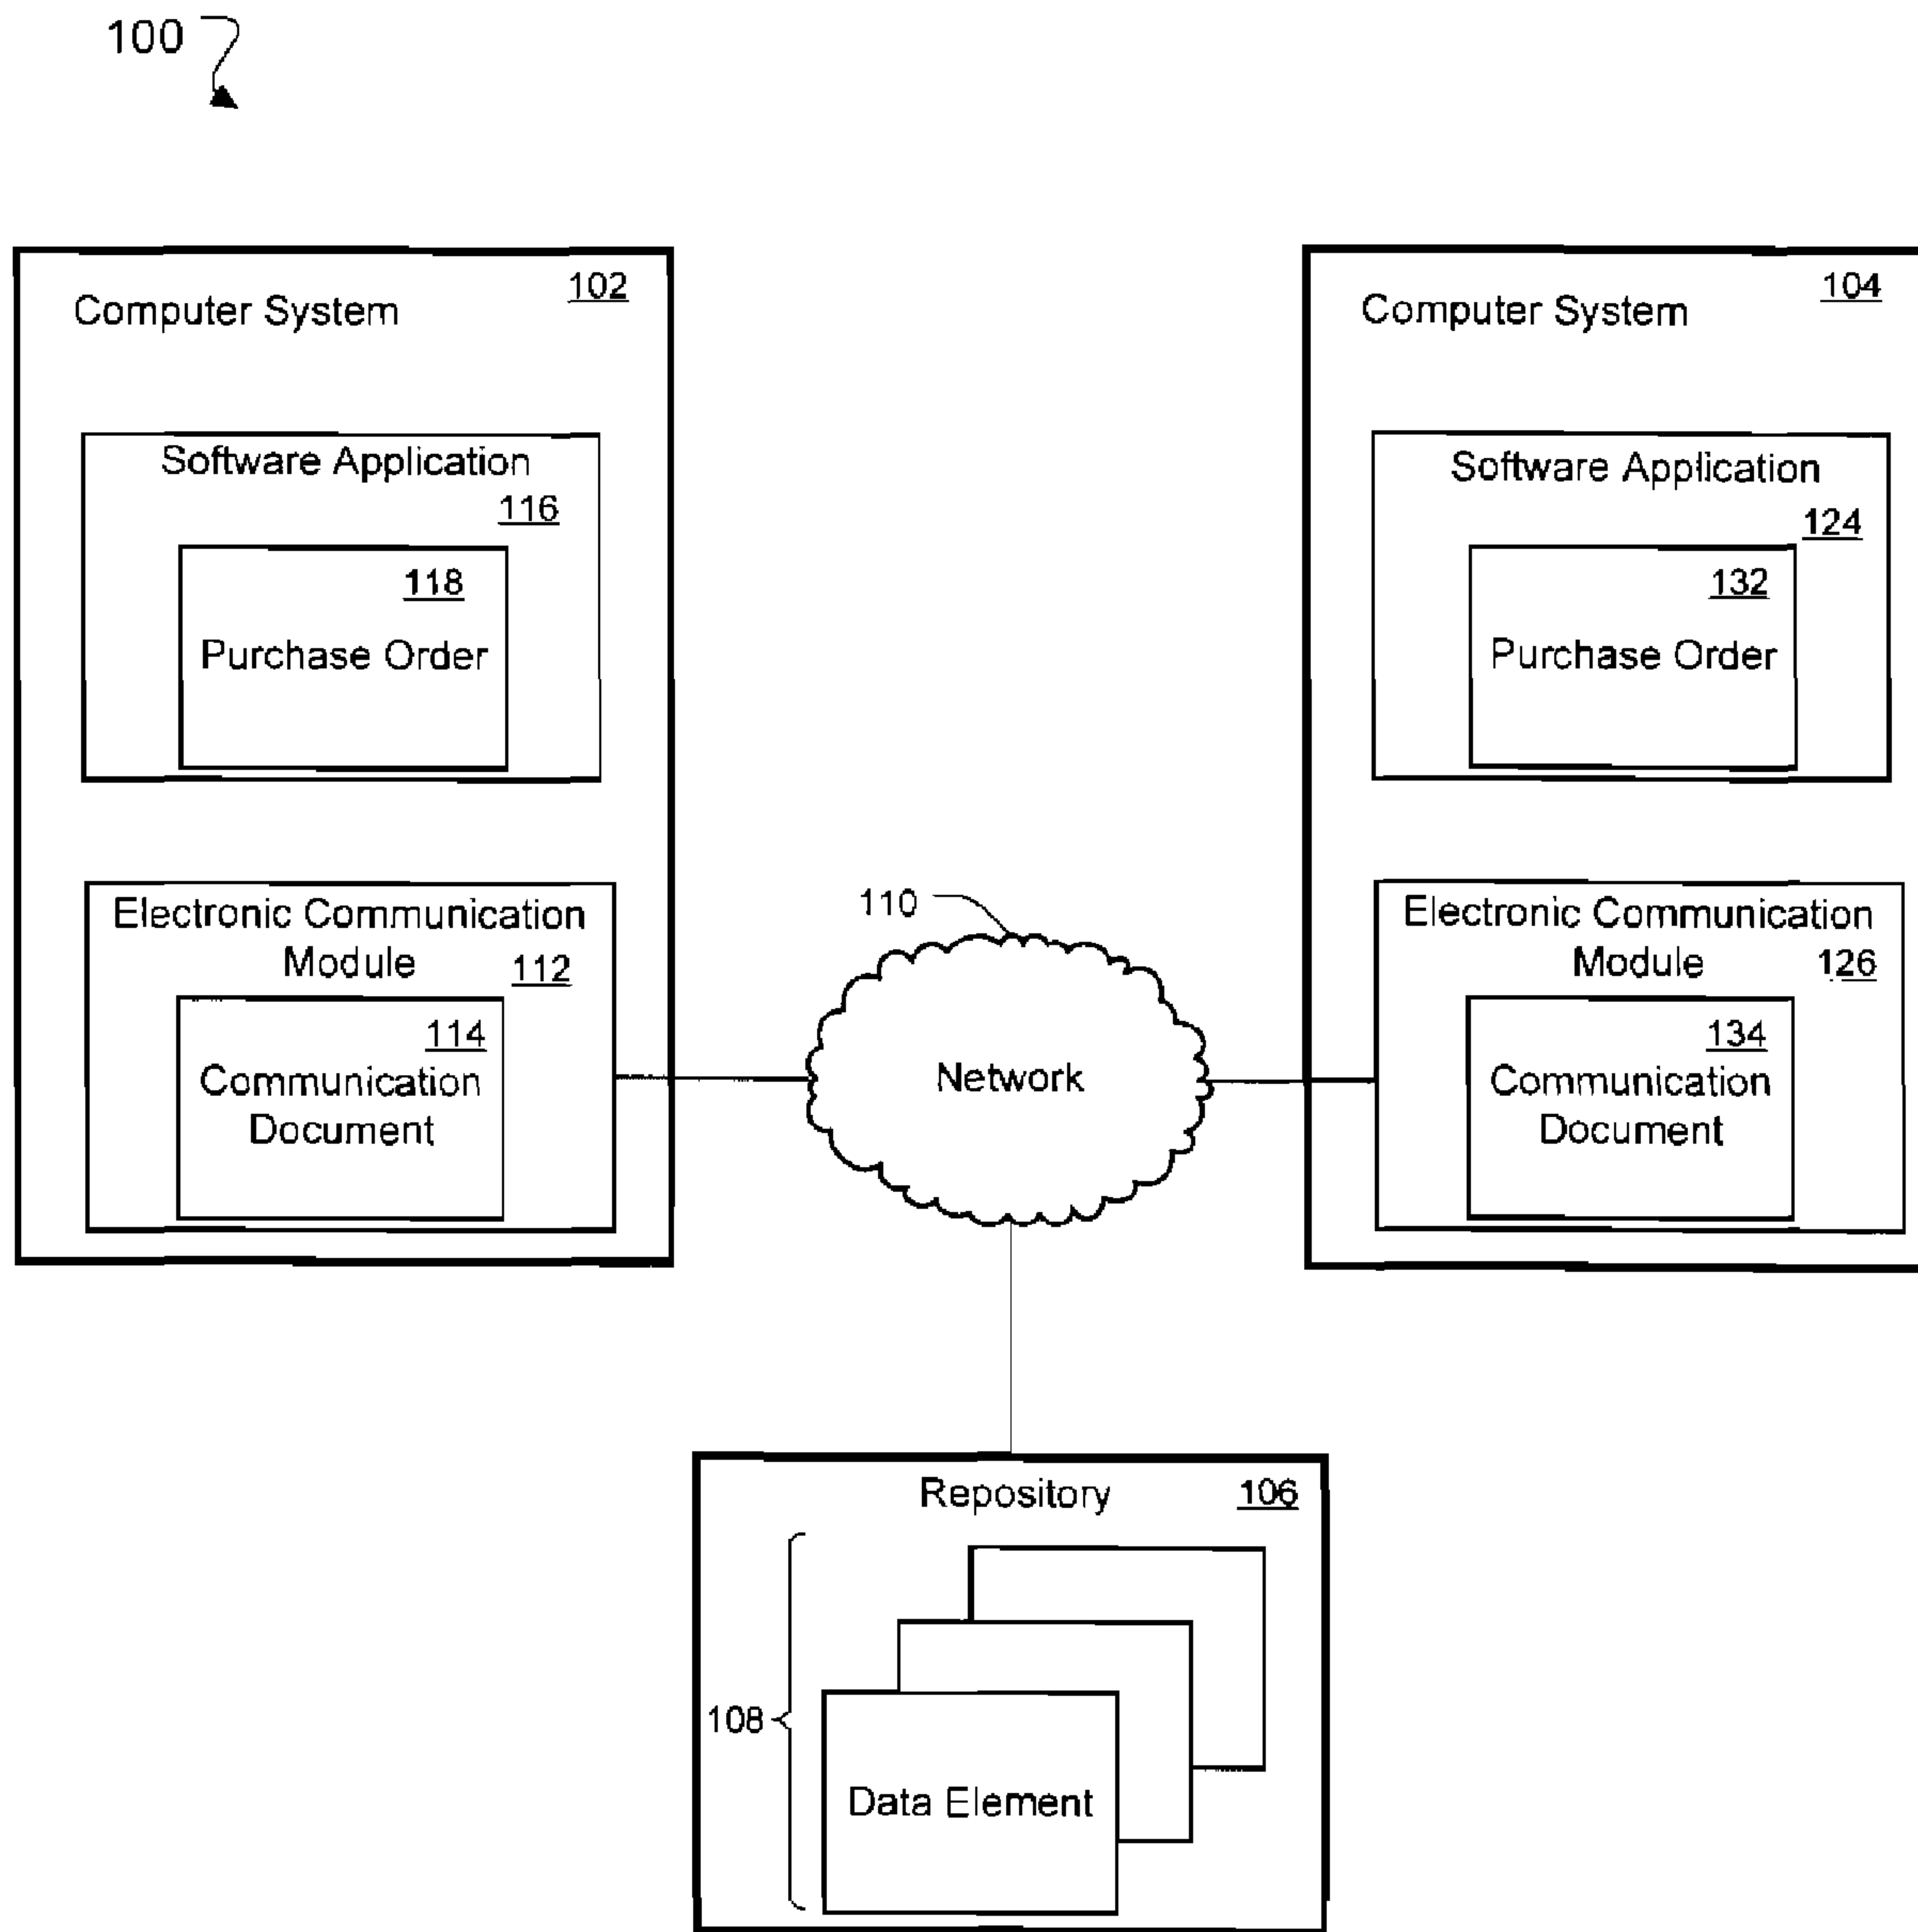 100
102
Computer System
Software Application
116
118
Purchase Order
Electronic Communication
Module 112
114
Communication
Document
110
Network
104
Computer System
Software Application
124
132
Purchase Order
Electronic Communication
Module 126
134
Communication
Document
Repository 106
108
Data Element